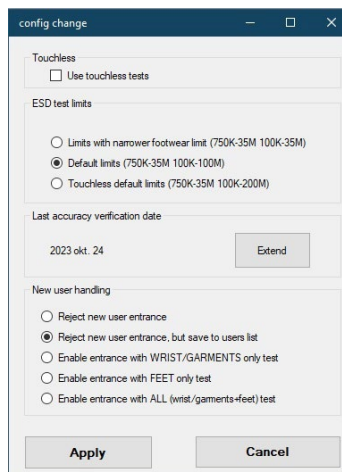 config change
Touchless
Use touchless tests
ESD test limits
Limits with narrower footwear limit (750K-35M 100K-35M)
Default limits (750K-35M 100K-100M)
Touchless default limits (750K-35M 100K-200M)
Last accuracy verification date
2023 okt. 24 Extend
New user handling
Reject new user entrance
Reject new user entrance, but save to users list
Enable entrance with WRIST/GARMENTS only test
Enable entrance with FEET only test
Enable entrance with ALL (wrist/garments+feet) test
Apply Cancel